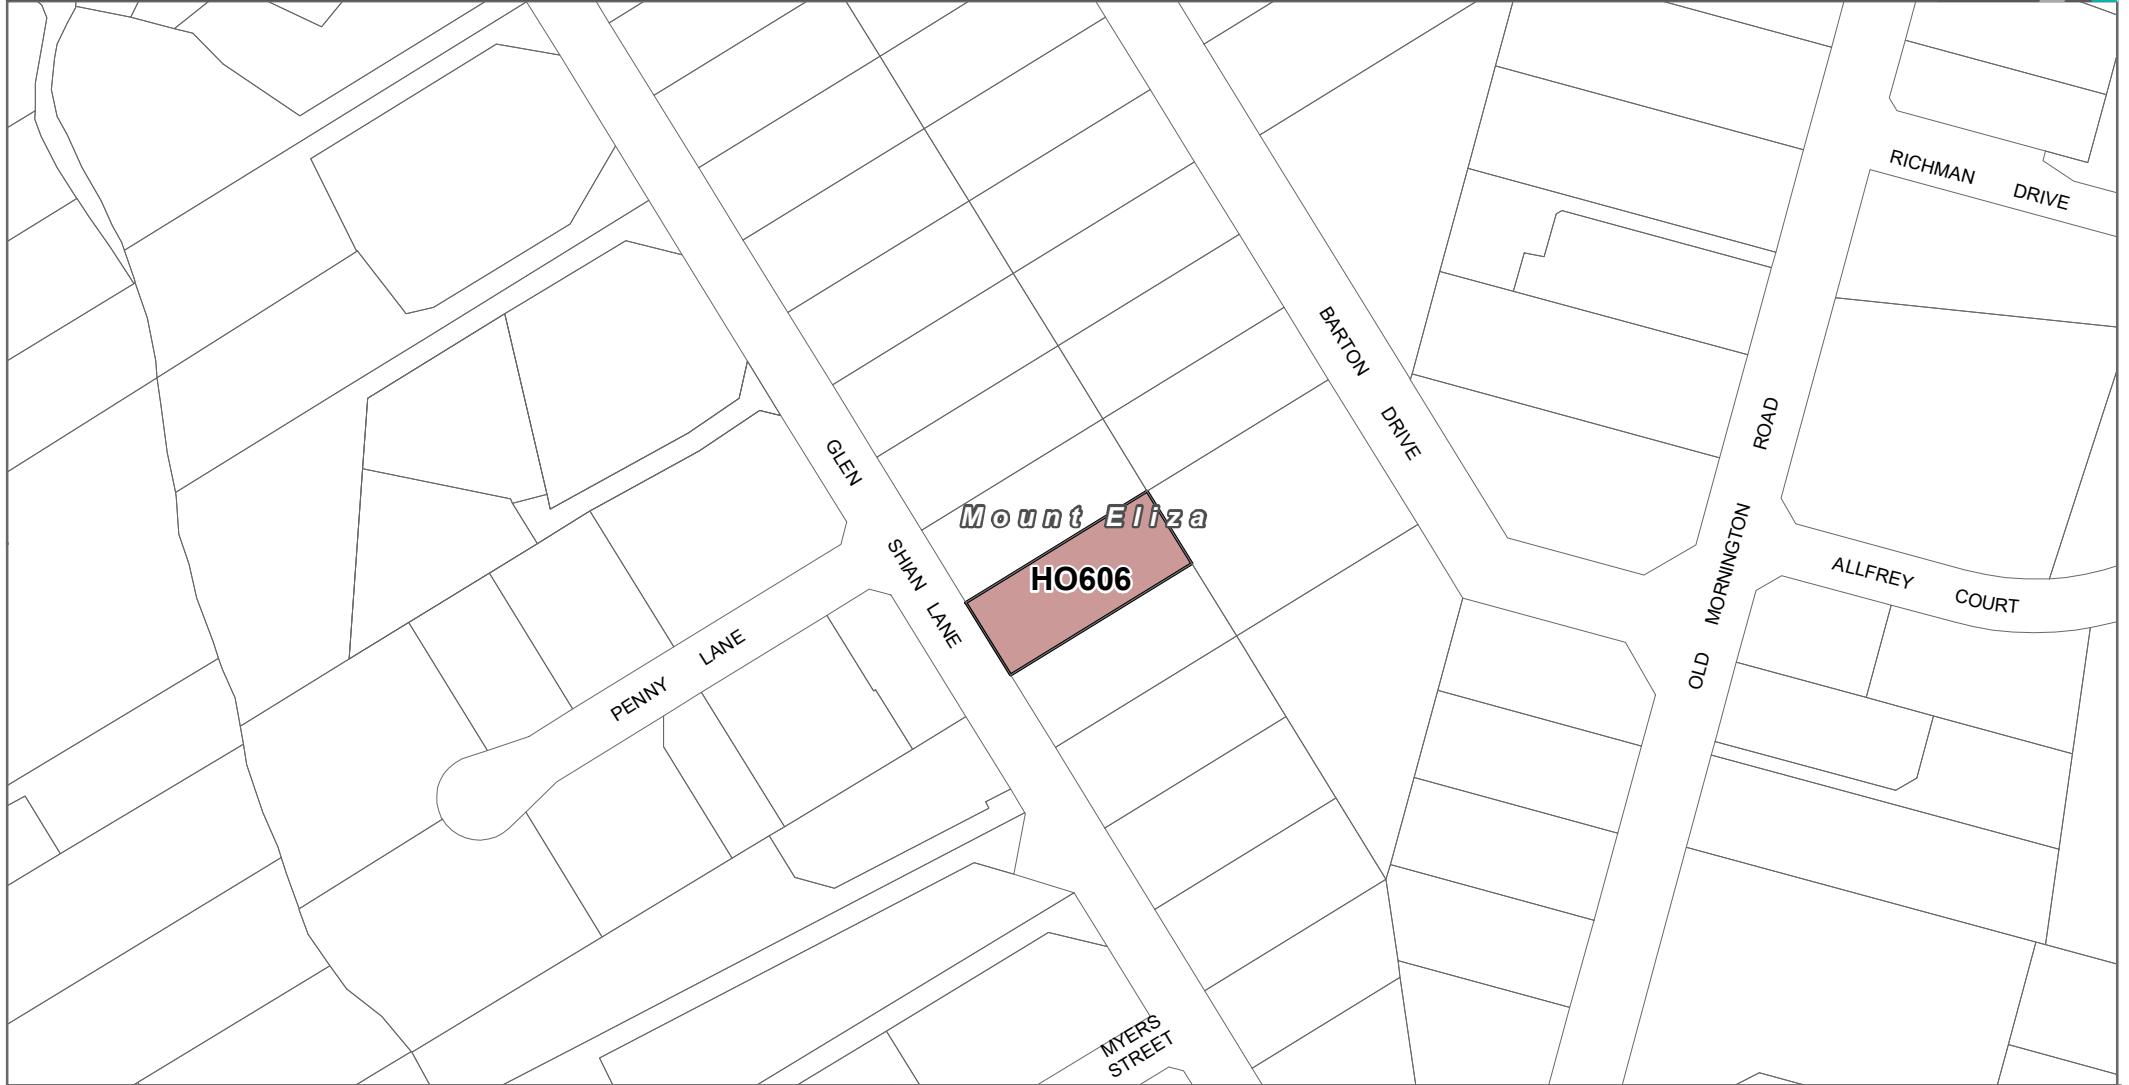 RICHMAN DRIVE
BARTON DRIVE
GLEN SHIAN LANE
Mount Eliza
HO606
OLD MORNINGTON ROAD
ALLFREY COURT
PENNY LANE
MYERS
STREET